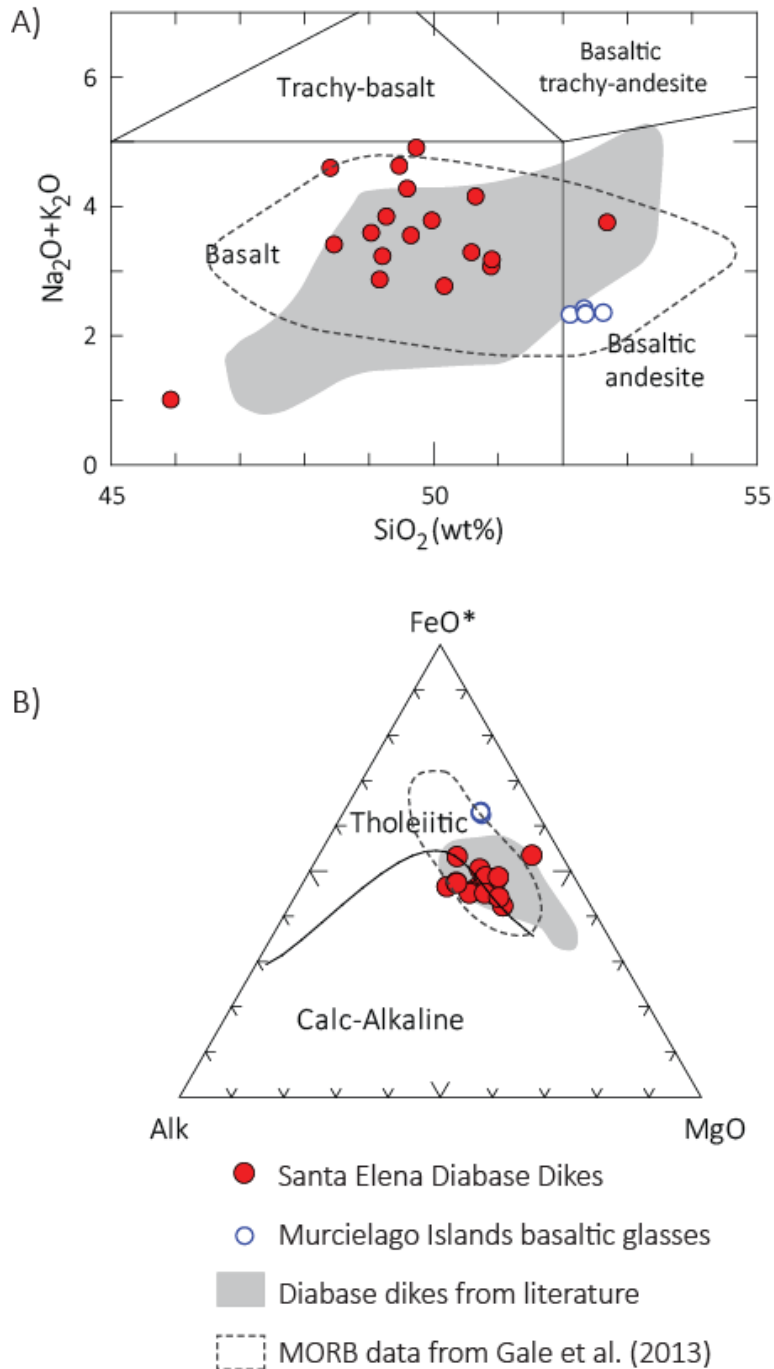 A)
6
4
2
0
Na₂O+K₂O
Trachy-basalt
Basaltic
trachy-andesite
Basalt
Basaltic
andesite
45
50
55
SiO₂(wt%)
B)
FeO*
Tholeiitic
Calc-Alkaline
Alk
MgO
Santa Elena Diabase Dikes
Murcielago Islands basaltic glasses
Diabase dikes from literature
MORB data from Gale et al. (2013)